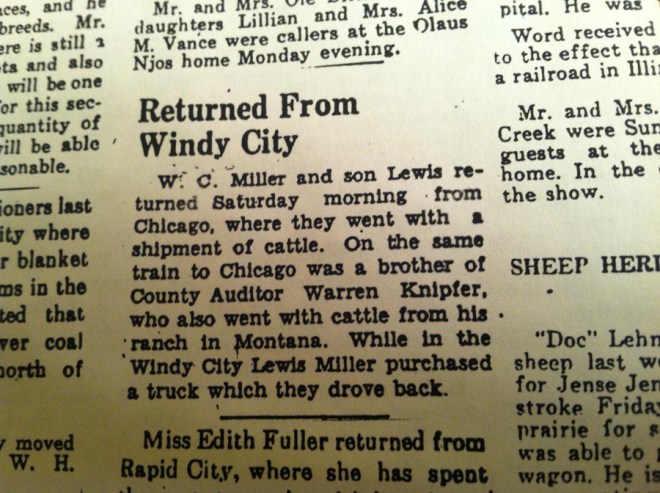 ces, and he
breeds. Mr.
ere is still a
ots and also
will be one
for this sec-
quantity of
will be able
sonable.
ioners last
ity where
r blanket
ms in the
ted that
ver coal
north of
y moved
W. H.
Mr. and Mrs.
daughters Lillian and Mrs. Alice
M. Vance were callers at the Olaus
Njos home Monday evening.
Returned From
Windy City
W. C. Miller and son Lewis re-
turned Saturday morning from
Chicago, where they went with a
shipment of cattle. On the same
train to Chicago was a brother of
County Auditor Warren Knipfer,
who also went with cattle from his
ranch in Montana. While in the
Windy City Lewis Miller purchased
a truck which they drove back.
Miss Edith Fuller returned from
Rapid City, where she has spent
pital. He was
Word received
to the effect tha
a railroad in Illi
Mr. and Mrs.
Creek were Sun
guests at the
home. In the
the show.
SHEEP HERD
"Doc" Lehm
sheep last we
for Jense Jen
stroke Friday
prairie for s
was able to
wagon. He is